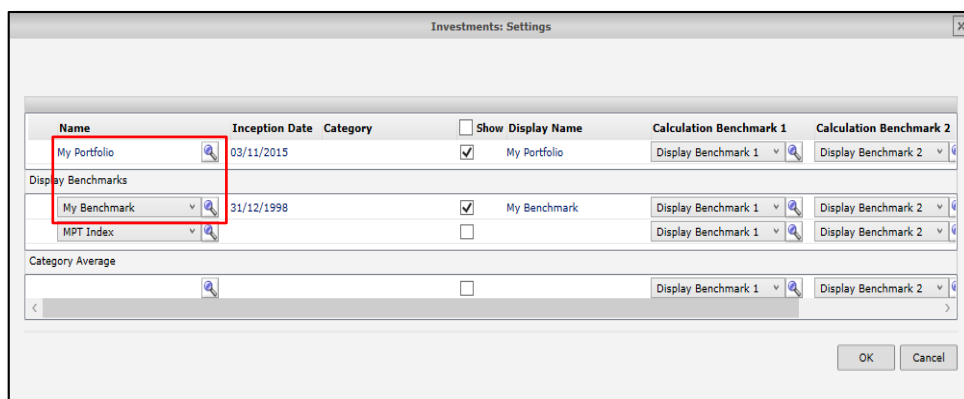 Investments: Settings
Name Inception Date Category Show Display Name Calculation Benchmark 1 Calculation Benchmark 2
My Portfolio 03/11/2015 My Portfolio Display Benchmark 1 Display Benchmark 2
Display Benchmarks
My Benchmark 31/12/1998 My Benchmark Display Benchmark 1 Display Benchmark 2
MPT Index Display Benchmark 1 Display Benchmark 2
Category Average
Display Benchmark 1 Display Benchmark 2
OK Cancel